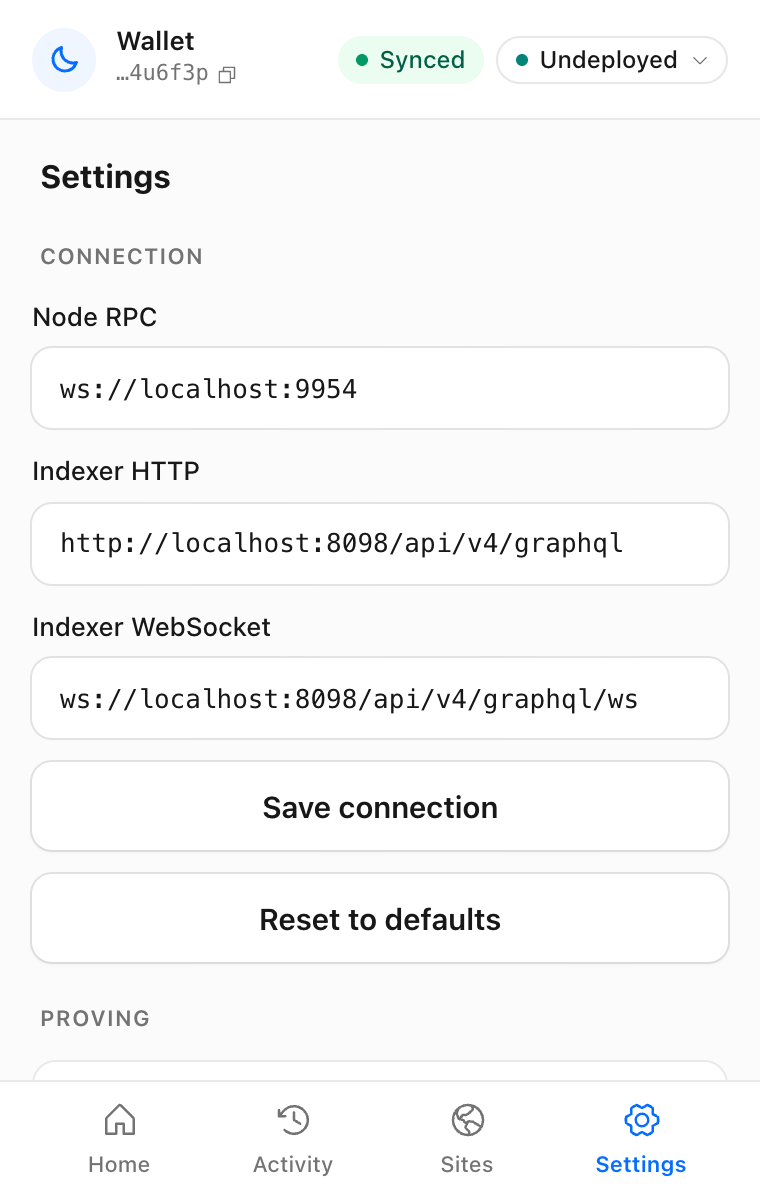 Wallet
…4u6f3p
Synced
Undeployed
Settings
CONNECTION
Node RPC
ws://localhost:9954
Indexer HTTP
http://localhost:8098/api/v4/graphql
Indexer WebSocket
ws://localhost:8098/api/v4/graphql/ws
Save connection
Reset to defaults
PROVING
Home
Activity
Sites
Settings